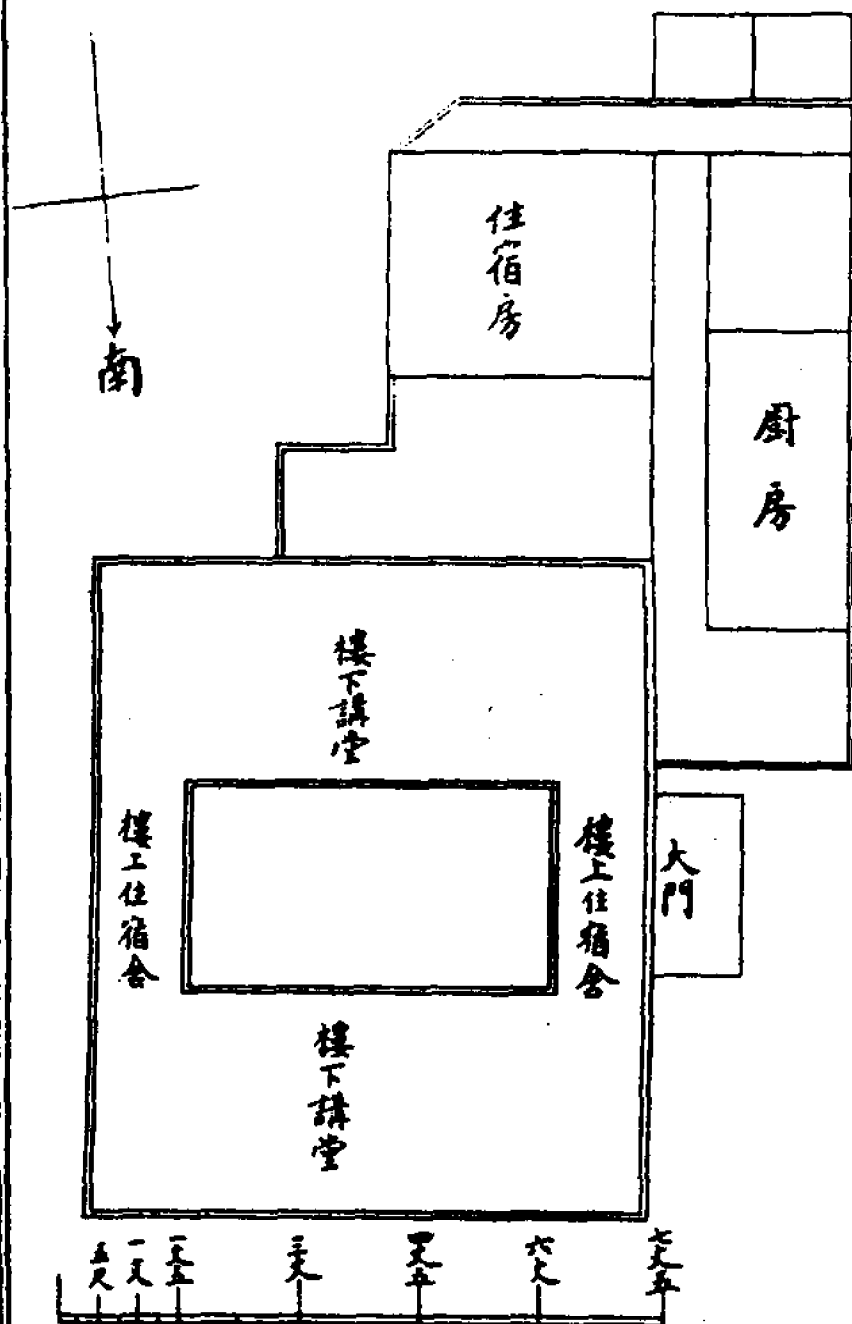 南
住宿房
廚房
樓下講堂
樓上住宿舍
樓上住宿舍
大門
樓下講堂
五尺
一丈
一丈五
三丈
四丈五
六丈
七丈五